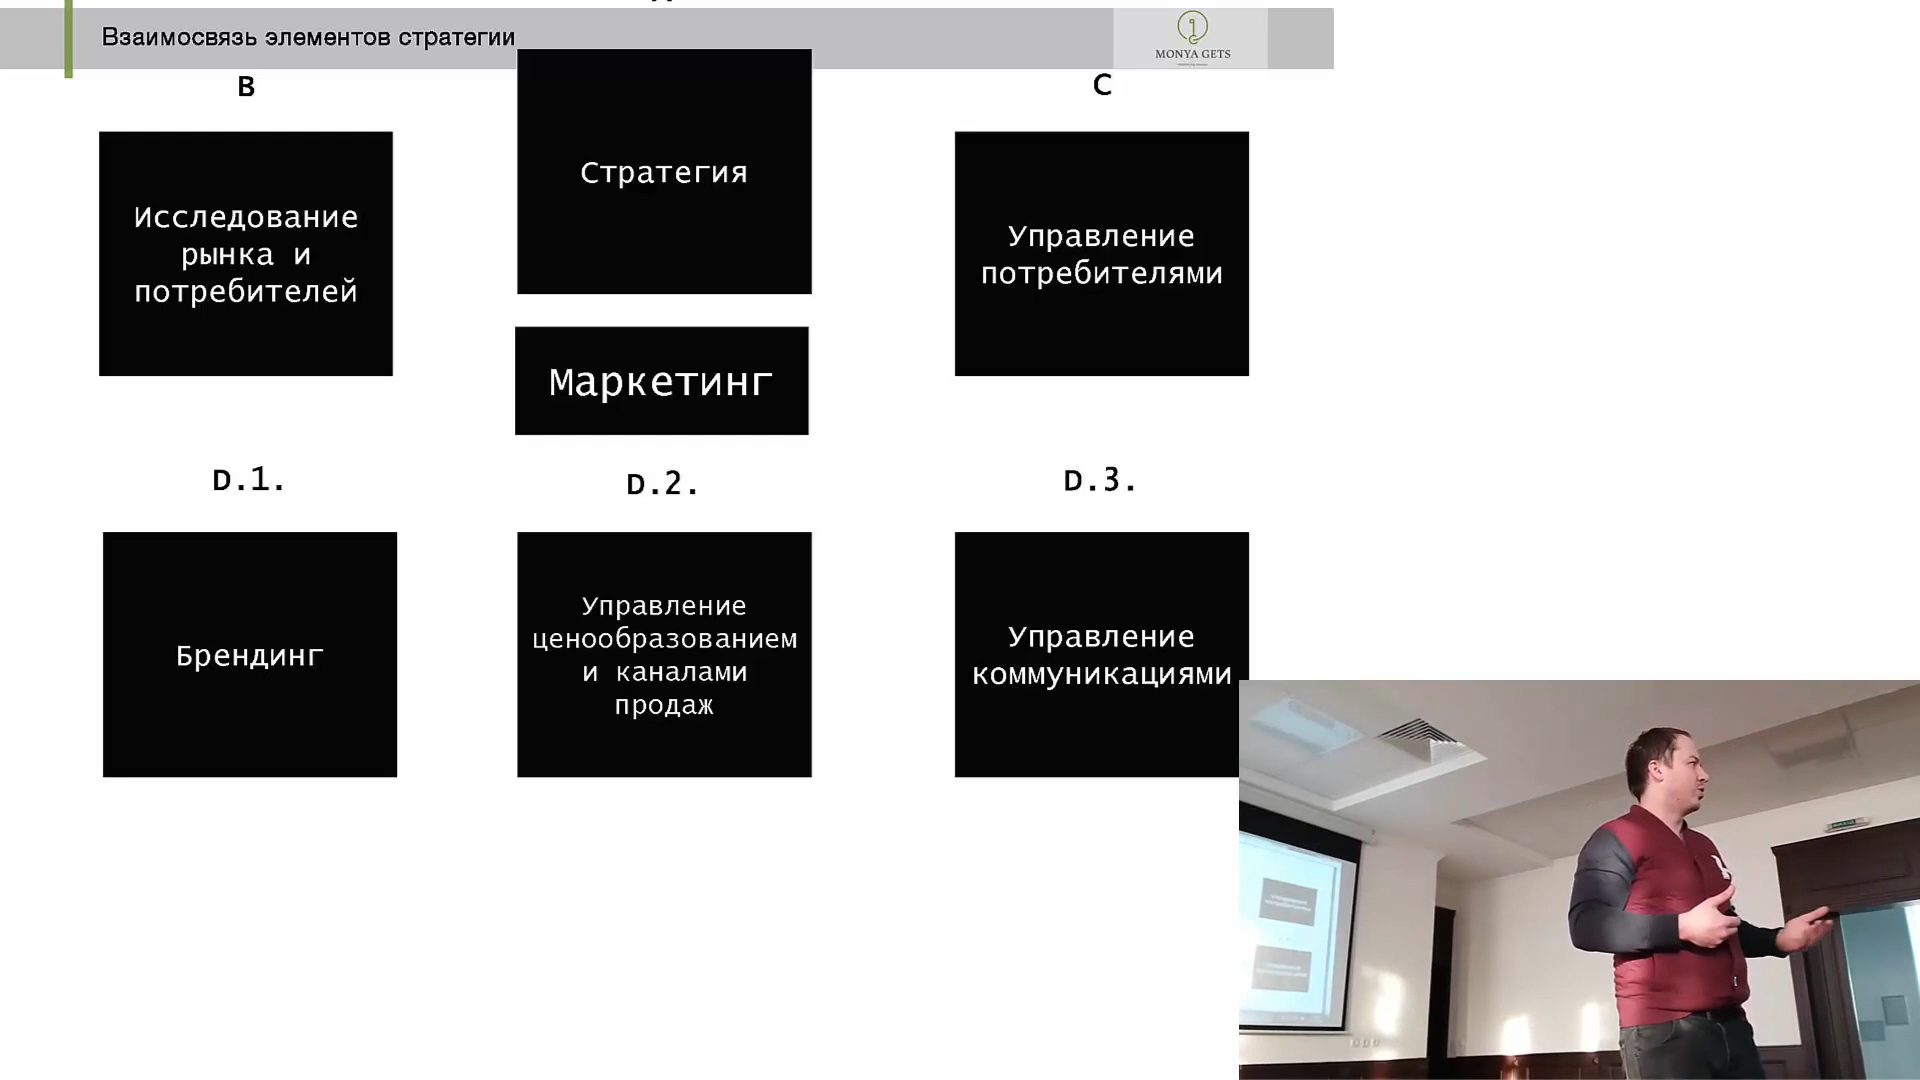 Взаимосвязь элементов стратегии
MONYA GETS
B
C
Стратегия
Исследование
рынка и
потребителей
Управление
потребителями
Маркетинг
D.1.
D.2.
D.3.
Брендинг
Управление
ценообразованием
и каналами
продаж
Управление
коммуникациями